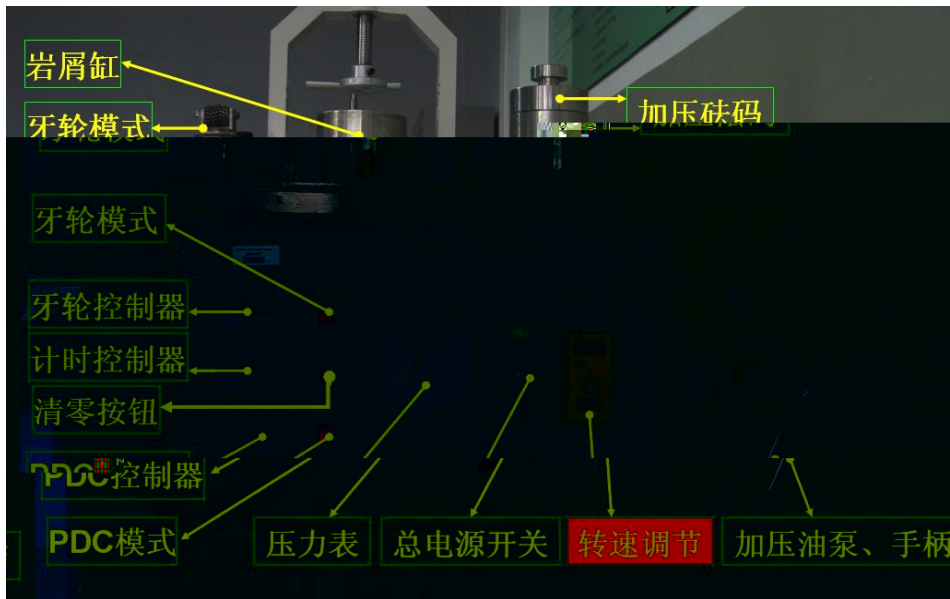 岩屑缸
加压砝码
牙轮模式
牙轮模式
牙轮控制器
计时控制器
清零按钮
PDC控制器
PDC模式
压力表
总电源开关
转速调节
加压油泵、手柄